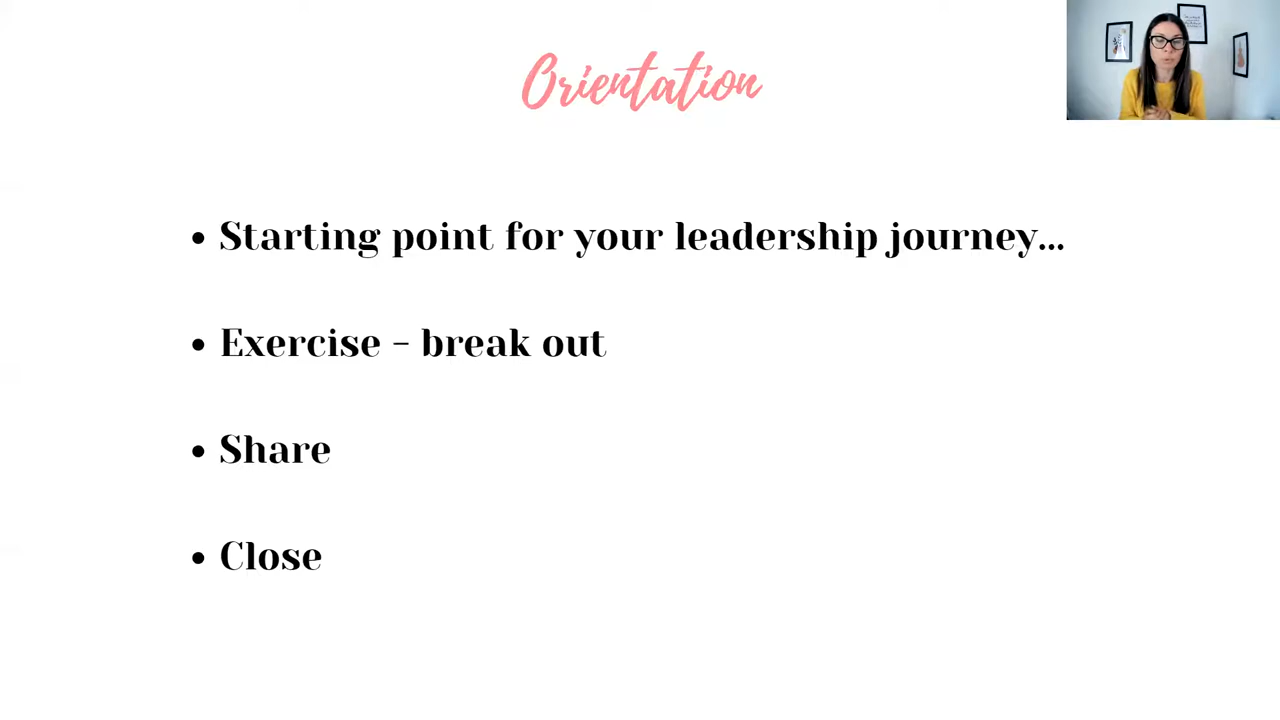 Orientation
• Starting point for your leadership journey...
• Exercise - break out
• Share
• Close